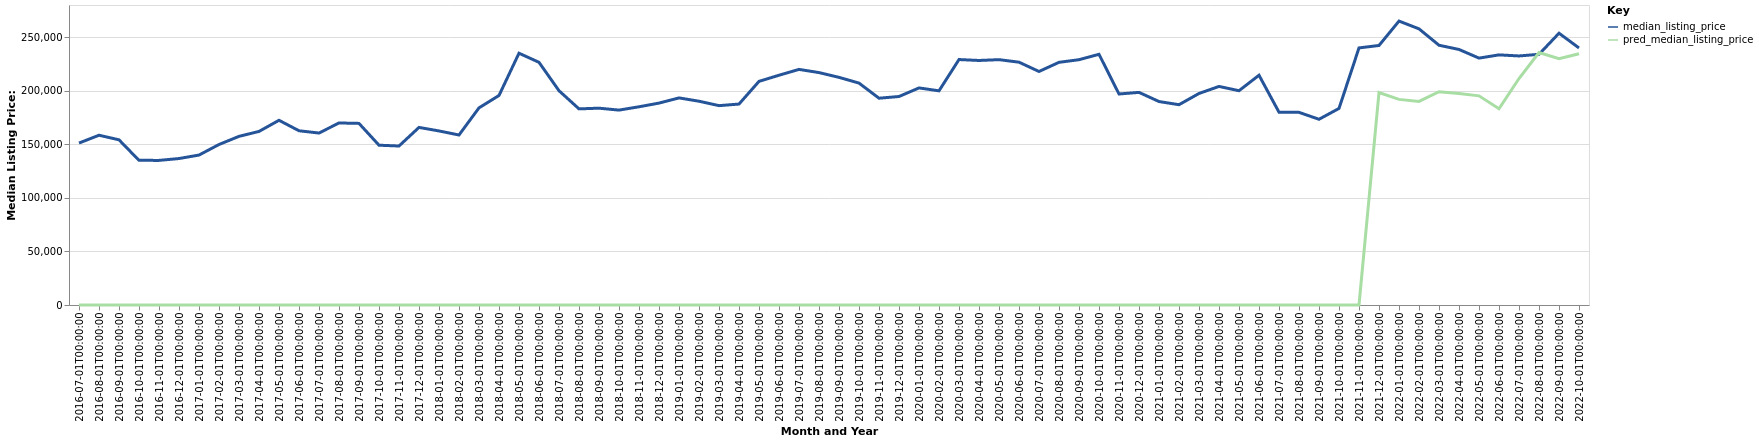 Median Listing Price:
250,000
200,000
150,000
100,000
50,000
0
2016-07-01T00:00:00
2016-08-01T00:00:00
2016-09-01T00:00:00
2016-10-01T00:00:00
2016-11-01T00:00:00
2016-12-01T00:00:00
2017-01-01T00:00:00
2017-02-01T00:00:00
2017-03-01T00:00:00
2017-04-01T00:00:00
2017-05-01T00:00:00
2017-06-01T00:00:00
2017-07-01T00:00:00
2017-08-01T00:00:00
2017-09-01T00:00:00
2017-10-01T00:00:00
2017-11-01T00:00:00
2017-12-01T00:00:00
2018-01-01T00:00:00
2018-02-01T00:00:00
2018-03-01T00:00:00
2018-04-01T00:00:00
2018-05-01T00:00:00
2018-06-01T00:00:00
2018-07-01T00:00:00
2018-08-01T00:00:00
2018-09-01T00:00:00
2018-10-01T00:00:00
2018-11-01T00:00:00
2018-12-01T00:00:00
2019-01-01T00:00:00
2019-02-01T00:00:00
2019-03-01T00:00:00
2019-04-01T00:00:00
2019-05-01T00:00:00
2019-06-01T00:00:00
2019-07-01T00:00:00
2019-08-01T00:00:00
2019-09-01T00:00:00
2019-10-01T00:00:00
2019-11-01T00:00:00
2019-12-01T00:00:00
2020-01-01T00:00:00
2020-02-01T00:00:00
2020-03-01T00:00:00
2020-04-01T00:00:00
2020-05-01T00:00:00
2020-06-01T00:00:00
2020-07-01T00:00:00
2020-08-01T00:00:00
2020-09-01T00:00:00
2020-10-01T00:00:00
2020-11-01T00:00:00
2020-12-01T00:00:00
2021-01-01T00:00:00
2021-02-01T00:00:00
2021-03-01T00:00:00
2021-04-01T00:00:00
2021-05-01T00:00:00
2021-06-01T00:00:00
2021-07-01T00:00:00
2021-08-01T00:00:00
2021-09-01T00:00:00
2021-10-01T00:00:00
2021-11-01T00:00:00
2021-12-01T00:00:00
2022-01-01T00:00:00
2022-02-01T00:00:00
2022-03-01T00:00:00
2022-04-01T00:00:00
2022-05-01T00:00:00
2022-06-01T00:00:00
2022-07-01T00:00:00
2022-08-01T00:00:00
2022-09-01T00:00:00
2022-10-01T00:00:00
Month and Year
Key
median_listing_price
pred_median_listing_price